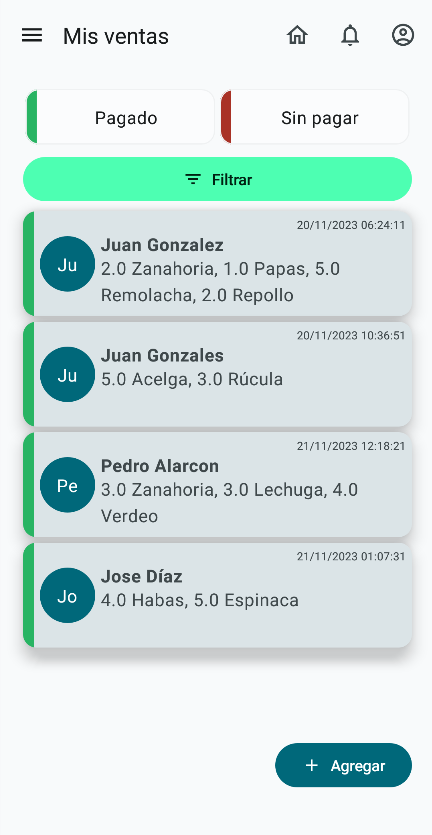 Mis ventas
Pagado
Sin pagar
Filtrar
20/11/2023 06:24:11
Ju
Juan Gonzalez
2.0 Zanahoria, 1.0 Papas, 5.0
Remolacha, 2.0 Repollo
20/11/2023 10:36:51
Ju
Juan Gonzales
5.0 Acelga, 3.0 Rúcula
21/11/2023 12:18:21
Pe
Pedro Alarcon
3.0 Zanahoria, 3.0 Lechuga, 4.0
Verdeo
21/11/2023 01:07:31
Jo
Jose Díaz
4.0 Habas, 5.0 Espinaca
+ Agregar